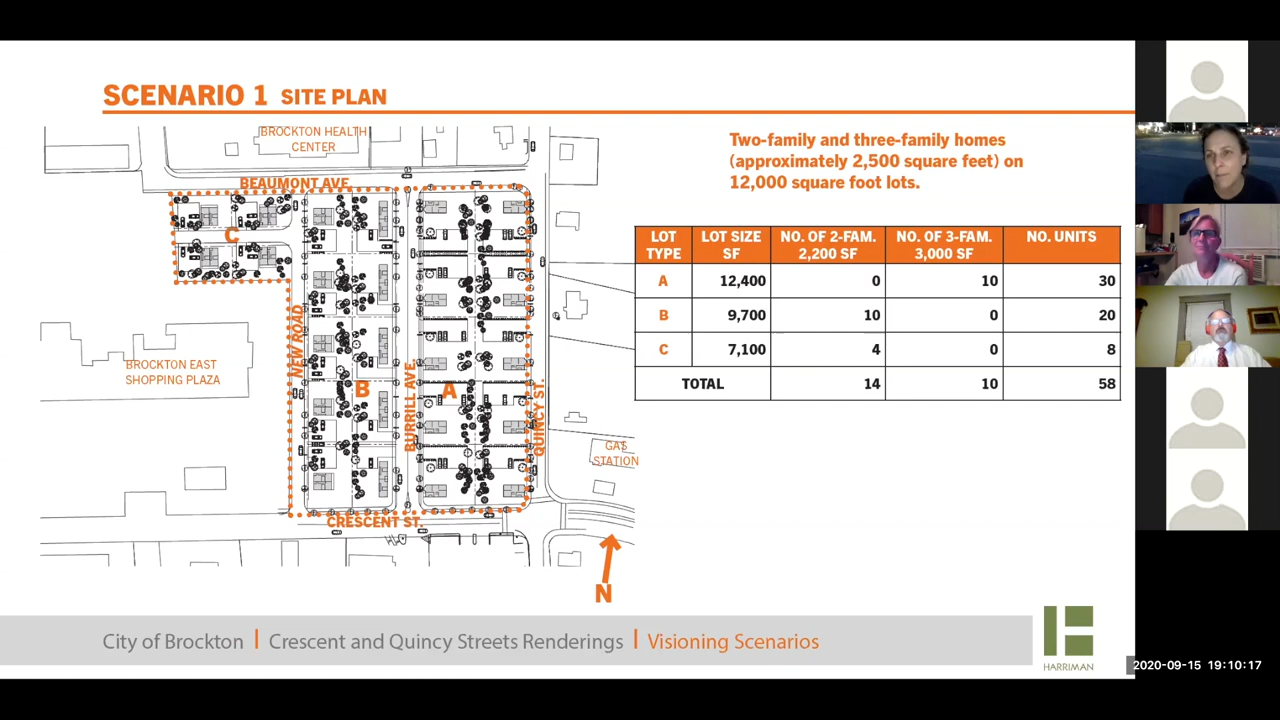 SCENARIO 1 SITE PLAN
BROCKTON HEALTH
CENTER
BEAUMONT AVE.
C
NEW ROAD
BROCKTON EAST
SHOPPING PLAZA
B
BURRILL AVE.
A
QUINCY ST.
GAS
STATION
CRESCENT ST.
N
Two-family and three-family homes
(approximately 2,500 square feet) on
12,000 square foot lots.
LOT TYPE LOT SIZE SF NO. OF 2-FAM. 2,200 SF NO. OF 3-FAM. 3,000 SF NO. UNITS
A 12,400 0 10 30
B 9,700 10 0 20
C 7,100 4 0 8
TOTAL 14 10 58
City of Brockton | Crescent and Quincy Streets Renderings | Visioning Scenarios
HARRIMAN
2020-09-15 19:10:17